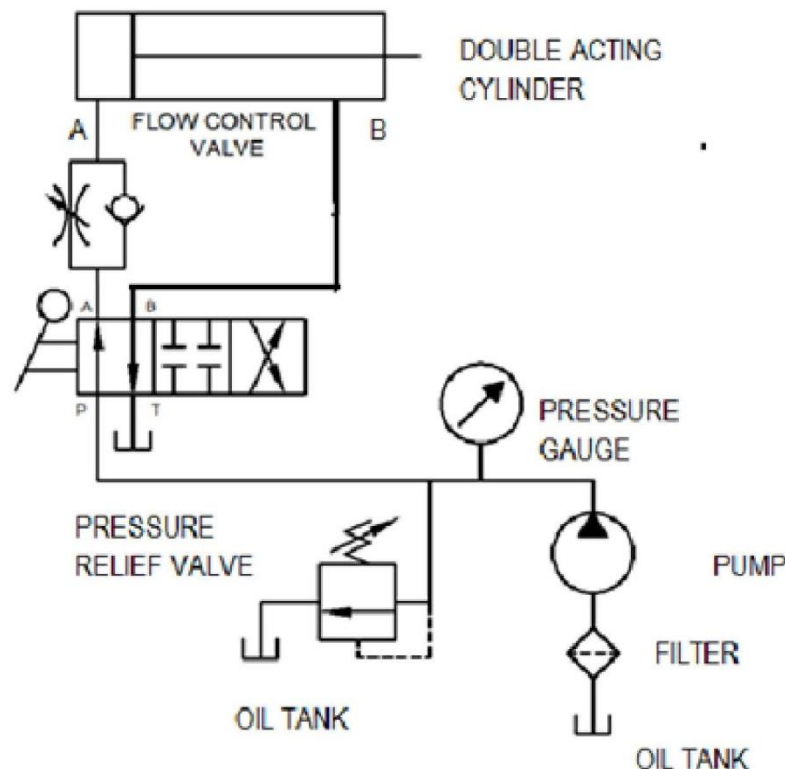 DOUBLE ACTING
CYLINDER
A
FLOW CONTROL
VALVE
B
A
B
P
T
PRESSURE
GAUGE
PRESSURE
RELIEF VALVE
PUMP
FILTER
OIL TANK
OIL TANK